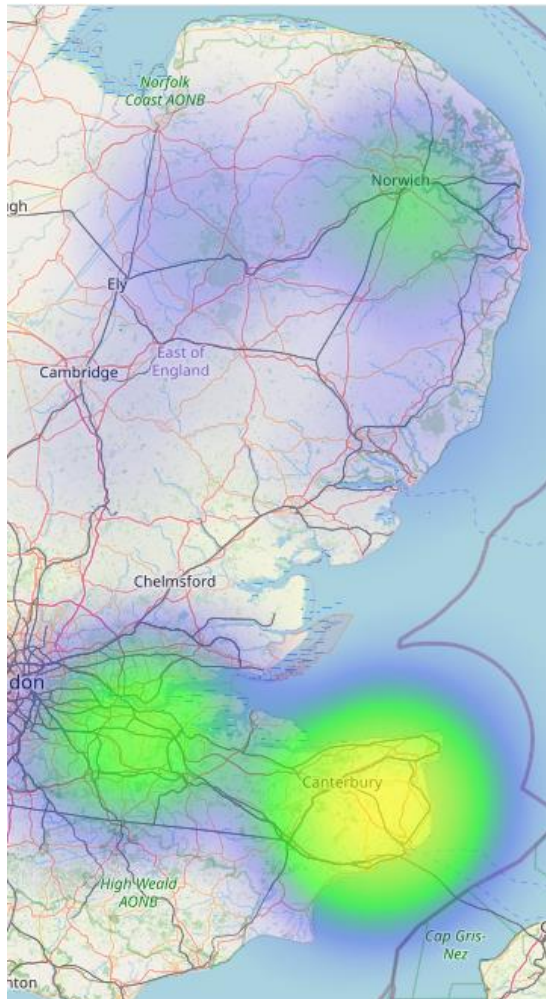 Norfolk
Coast AONB
Norwich
gh
Ely
East of
England
Cambridge
Chelmsford
don
Canterbury
High Weald
AONB
Cap Gris-
Nez
nton